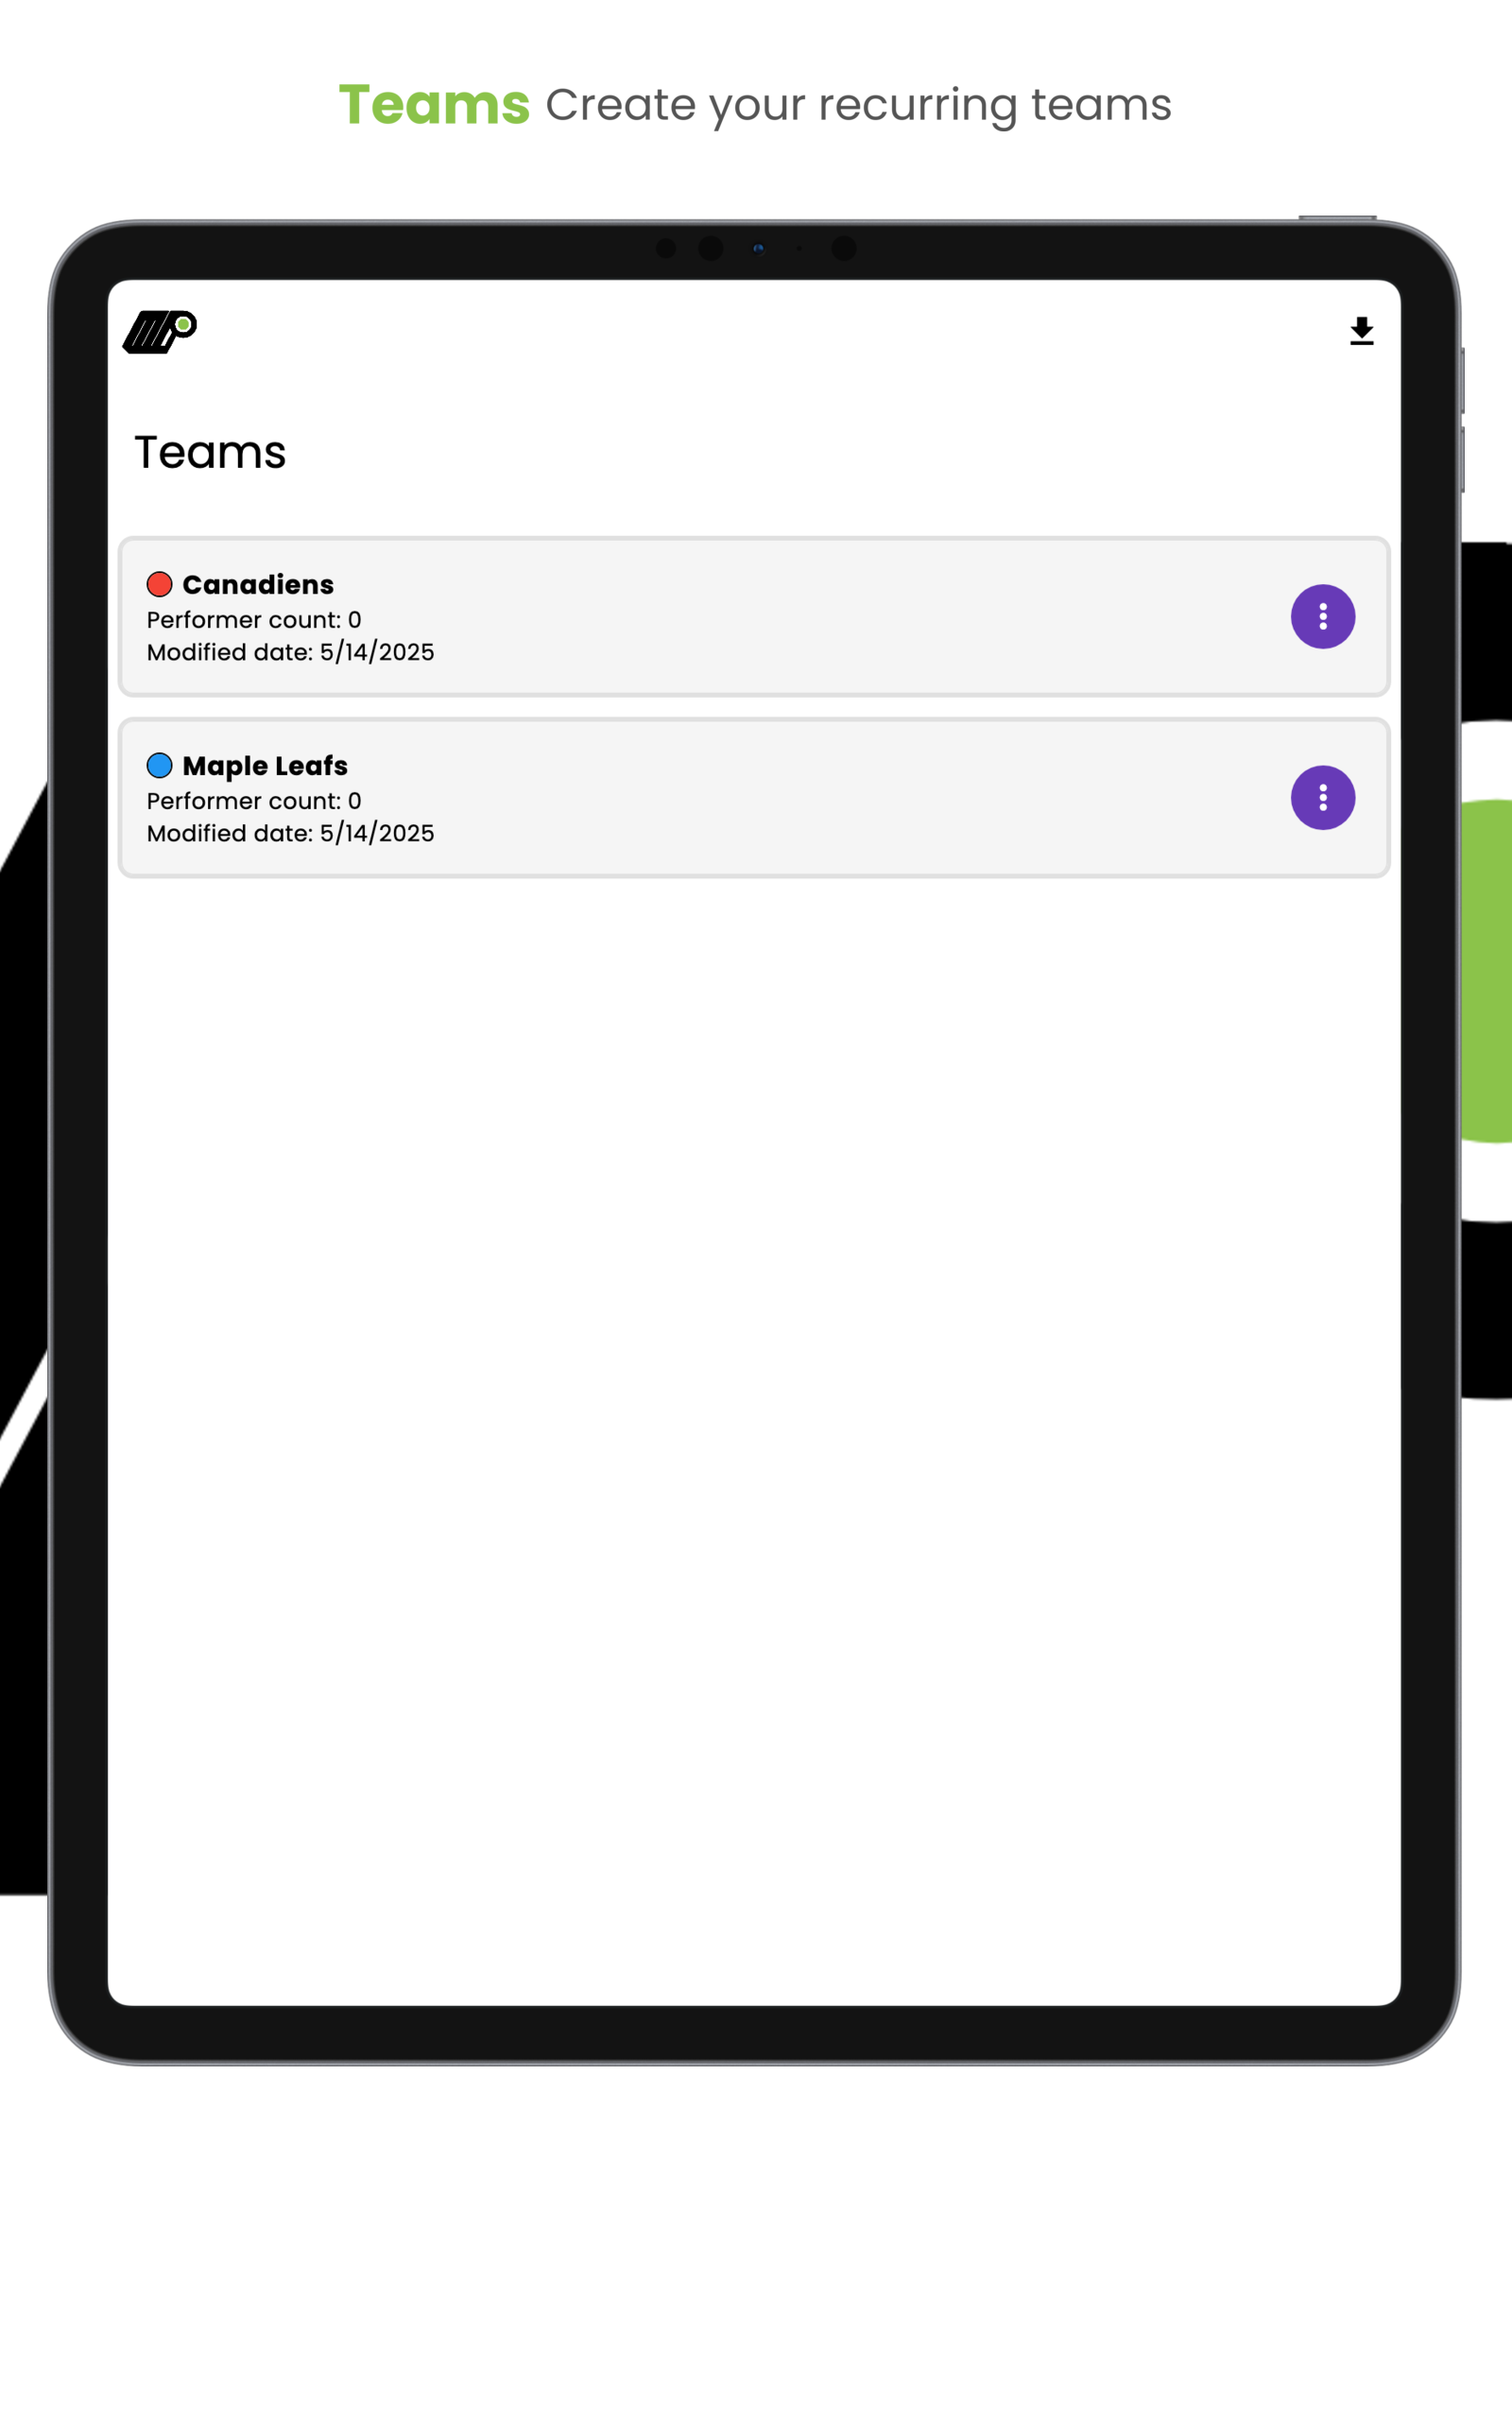 Teams Create your recurring teams
Teams
Canadiens
Performer count: 0
Modified date: 5/14/2025
Maple Leafs
Performer count: 0
Modified date: 5/14/2025